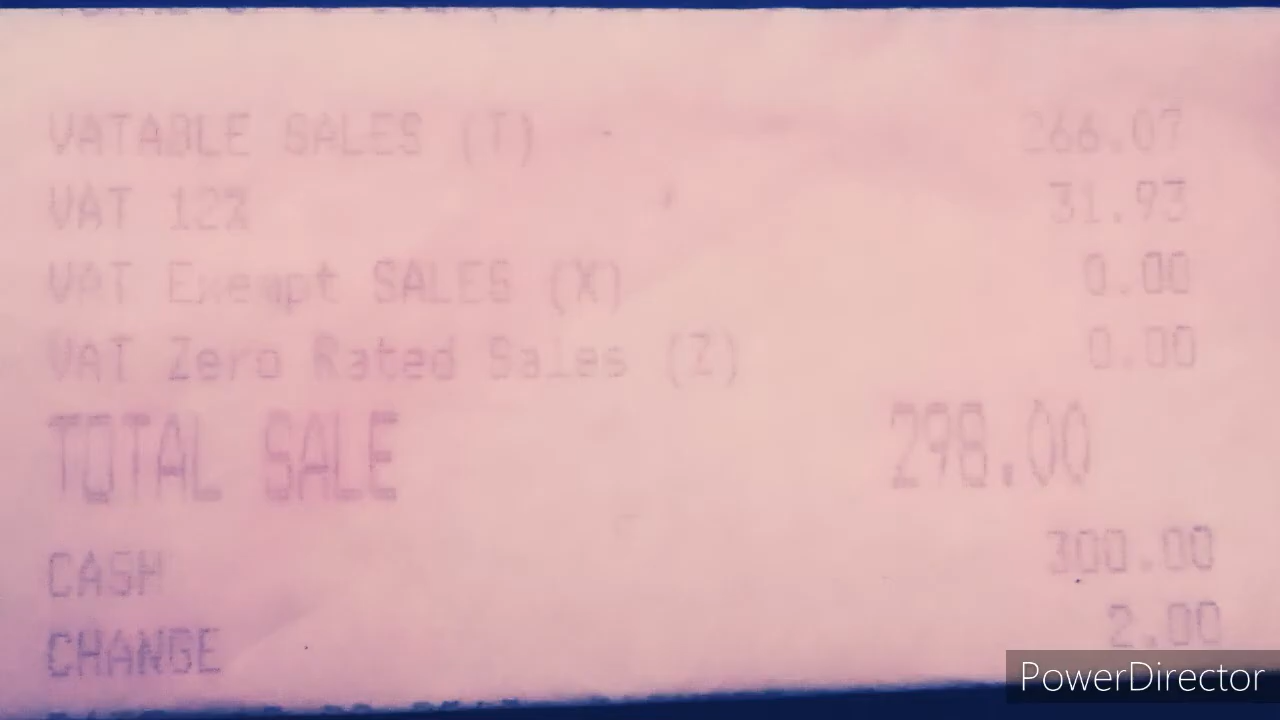 VATABLE SALES (T) 266.07
VAT 12% 31.93
VAT Exempt SALES (X) 0.00
VAT Zero Rated Sales (Z) 0.00
TOTAL SALE 298.00
CASH 300.00
CHANGE 2.00
PowerDirector